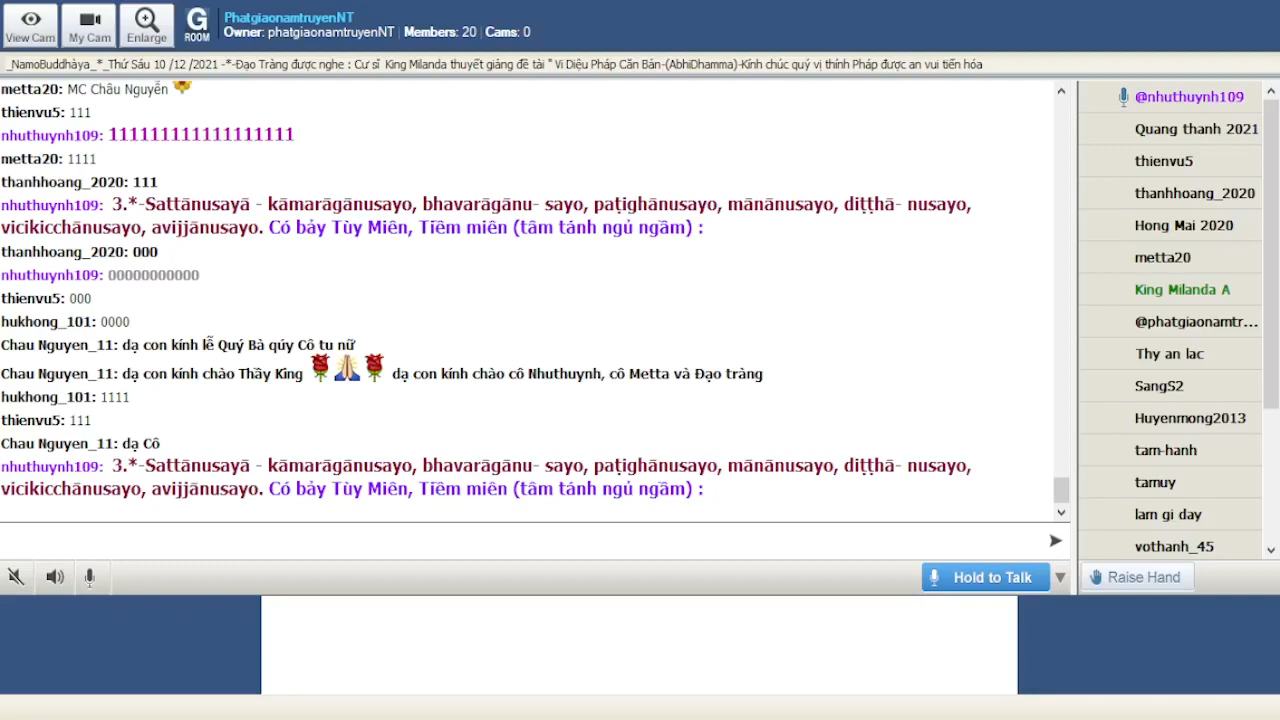 View Cam
My Cam
Enlarge
G
ROOM
PhatgiaonamtruyenNT
Owner: phatgiaonamtruyenNT | Members: 20 | Cams: 0
_NamoBuddhàya_*_Thứ Sáu 10 /12 /2021 -*-Đạo Tràng được nghe : Cư sĩ King Milanda thuyết giảng đề tài " Vi Diệu Pháp Căn Bản-(AbhiDhamma)-Kính chúc quý vị thính Pháp được an vui tiến hóa
metta20: MC Châu Nguyễn
thienvu5: 111
nhuthuynh109: 111111111111111111
metta20: 1111
thanhhoang_2020: 111
nhuthuynh109: 3.*-Sattānusayā - kāmarāgānusayo, bhavarāgānu- sayo, paṭighānusayo, mānānusayo, diṭṭhā- nusayo,
vicikicchānusayo, avijjānusayo. Có bảy Tùy Miên, Tiềm miên (tâm tánh ngủ ngầm) :
thanhhoang_2020: 000
nhuthuynh109: 00000000000
thienvu5: 000
hukhong_101: 0000
Chau Nguyen_11: dạ con kính lễ Quý Bà qúy Cô tu nữ
Chau Nguyen_11: dạ con kính chào Thầy King dạ con kính chào cô Nhuthuynh, cô Metta và Đạo tràng
hukhong_101: 1111
thienvu5: 111
Chau Nguyen_11: dạ Cô
nhuthuynh109: 3.*-Sattānusayā - kāmarāgānusayo, bhavarāgānu- sayo, paṭighānusayo, mānānusayo, diṭṭhā- nusayo,
vicikicchānusayo, avijjānusayo. Có bảy Tùy Miên, Tiềm miên (tâm tánh ngủ ngầm) :
Hold to Talk
@nhuthuynh109
Quang thanh 2021
thienvu5
thanhhoang_2020
Hong Mai 2020
metta20
King Milanda A
@phatgiaonamtr...
Thy an lac
SangS2
Huyenmong2013
tam-hanh
tamuy
lam gi day
vothanh_45
Raise Hand